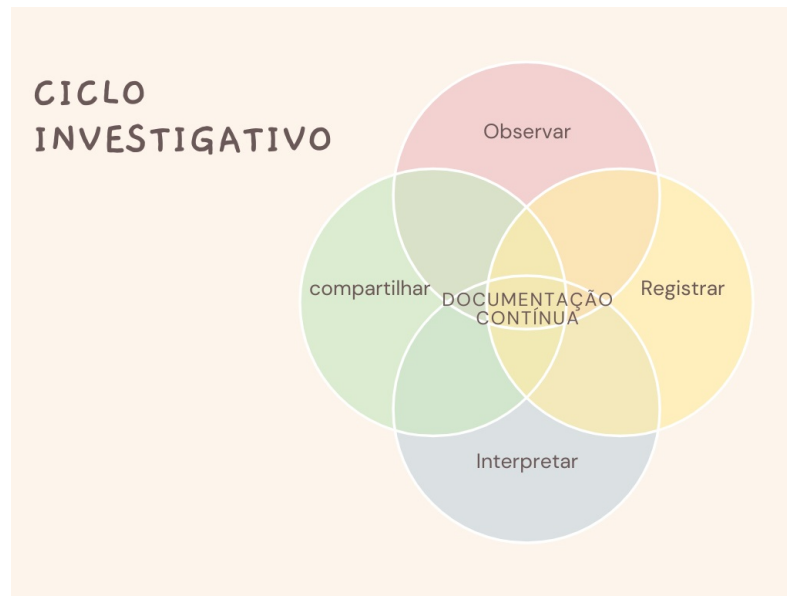 CICLO
INVESTIGATIVO
Observar
compartilhar
DOCUMENTAÇÃO
CONTÍNUA
Registrar
Interpretar